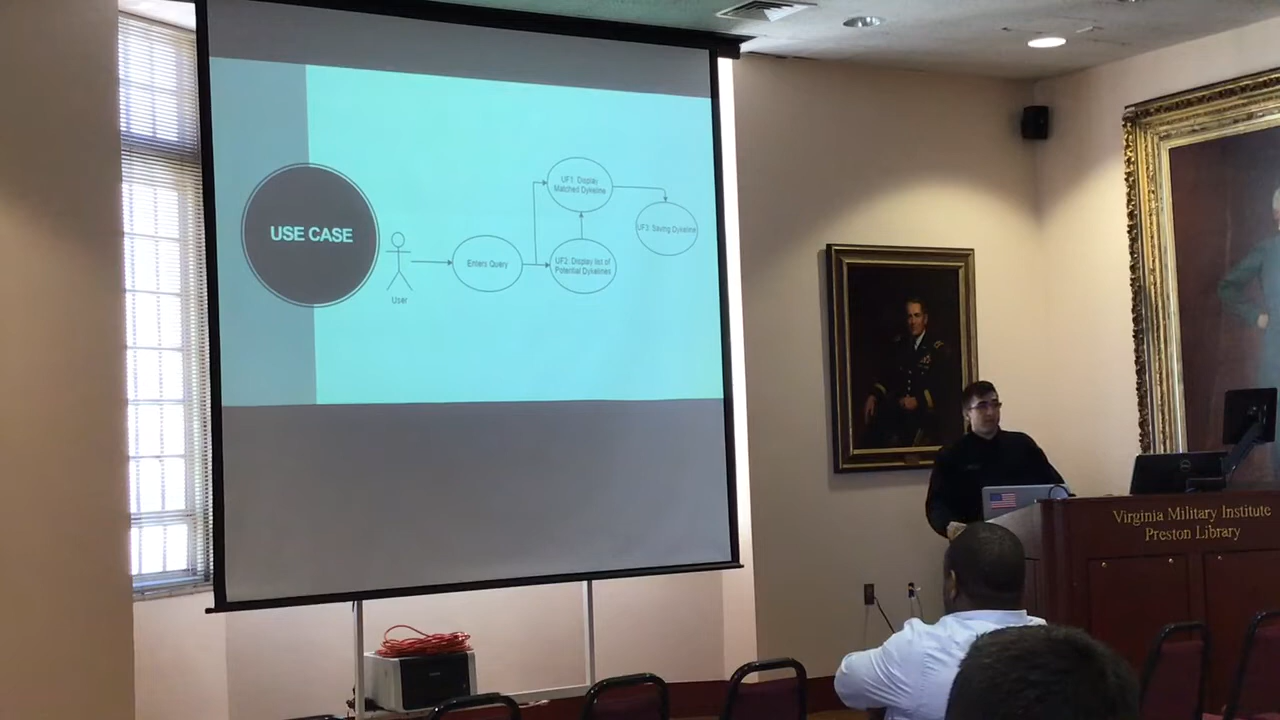 USE CASE
User
Enters Query
UF1: Display
Matched Dykeline
UF2: Display list of
Potential Dykelines
UF3: Saving Dykeline
Virginia Military Institute
Preston Library